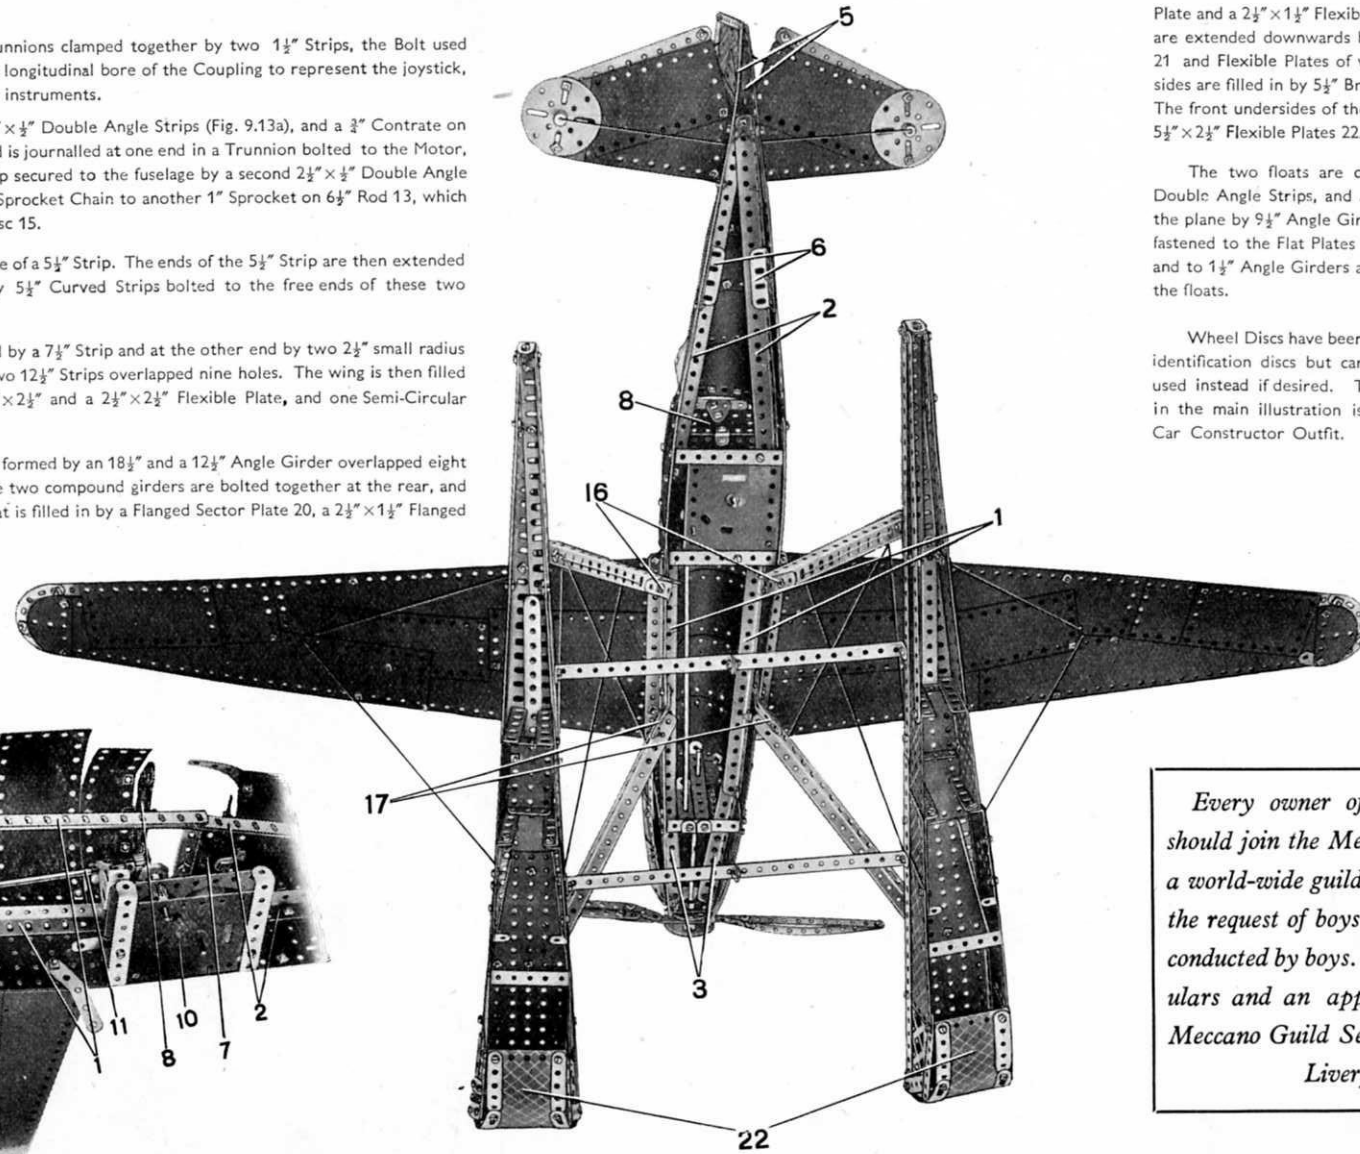 unnions clamped together by two 1½″ Strips, the Bolt used
longitudinal bore of the Coupling to represent the joystick,
instruments.
″×½″ Double Angle Strips (Fig. 9.13a), and a ¾″ Contrate on
is journalled at one end in a Trunnion bolted to the Motor,
p secured to the fuselage by a second 2½″×½″ Double Angle
Sprocket Chain to another 1″ Sprocket on 6½″ Rod 13, which
sc 15.
e of a 5½″ Strip. The ends of the 5½″ Strip are then extended
y 5½″ Curved Strips bolted to the free ends of these two
l by a 7½″ Strip and at the other end by two 2½″ small radius
wo 12½″ Strips overlapped nine holes. The wing is then filled
×2½″ and a 2½″×2½″ Flexible Plate, and one Semi-Circular
formed by an 18½″ and a 12½″ Angle Girder overlapped eight
e two compound girders are bolted together at the rear, and
at is filled in by a Flanged Sector Plate 20, a 2½″×1½″ Flanged
Plate and a 2½″×1½″ Flexib
are extended downwards b
21 and Flexible Plates of v
sides are filled in by 5½″ Br
The front undersides of th
5½″×2½″ Flexible Plates 22
The two floats are c
Double Angle Strips, and
the plane by 9½″ Angle Gir
fastened to the Flat Plates
and to 1½″ Angle Girders a
the floats.
Wheel Discs have been
identification discs but car
used instead if desired. T
in the main illustration is
Car Constructor Outfit.
5
6
2
8
16
1
17
3
22
11
1
8
10
7
2
Every owner of
should join the Me
a world-wide guild
the request of boys
conducted by boys.
ulars and an app
Meccano Guild Se
Liver